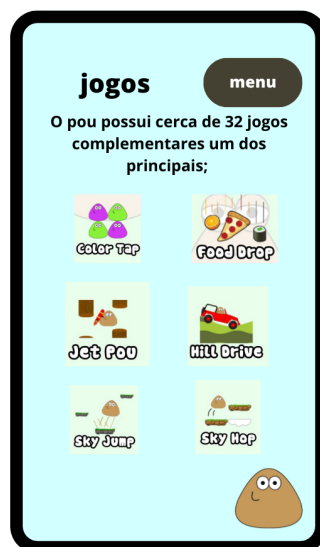 jogos
menu
O pou possui cerca de 32 jogos
complementares um dos
principais;
Color Tap
Food Drop
Jet Pou
Hill Drive
Sky Jump
Sky Hop